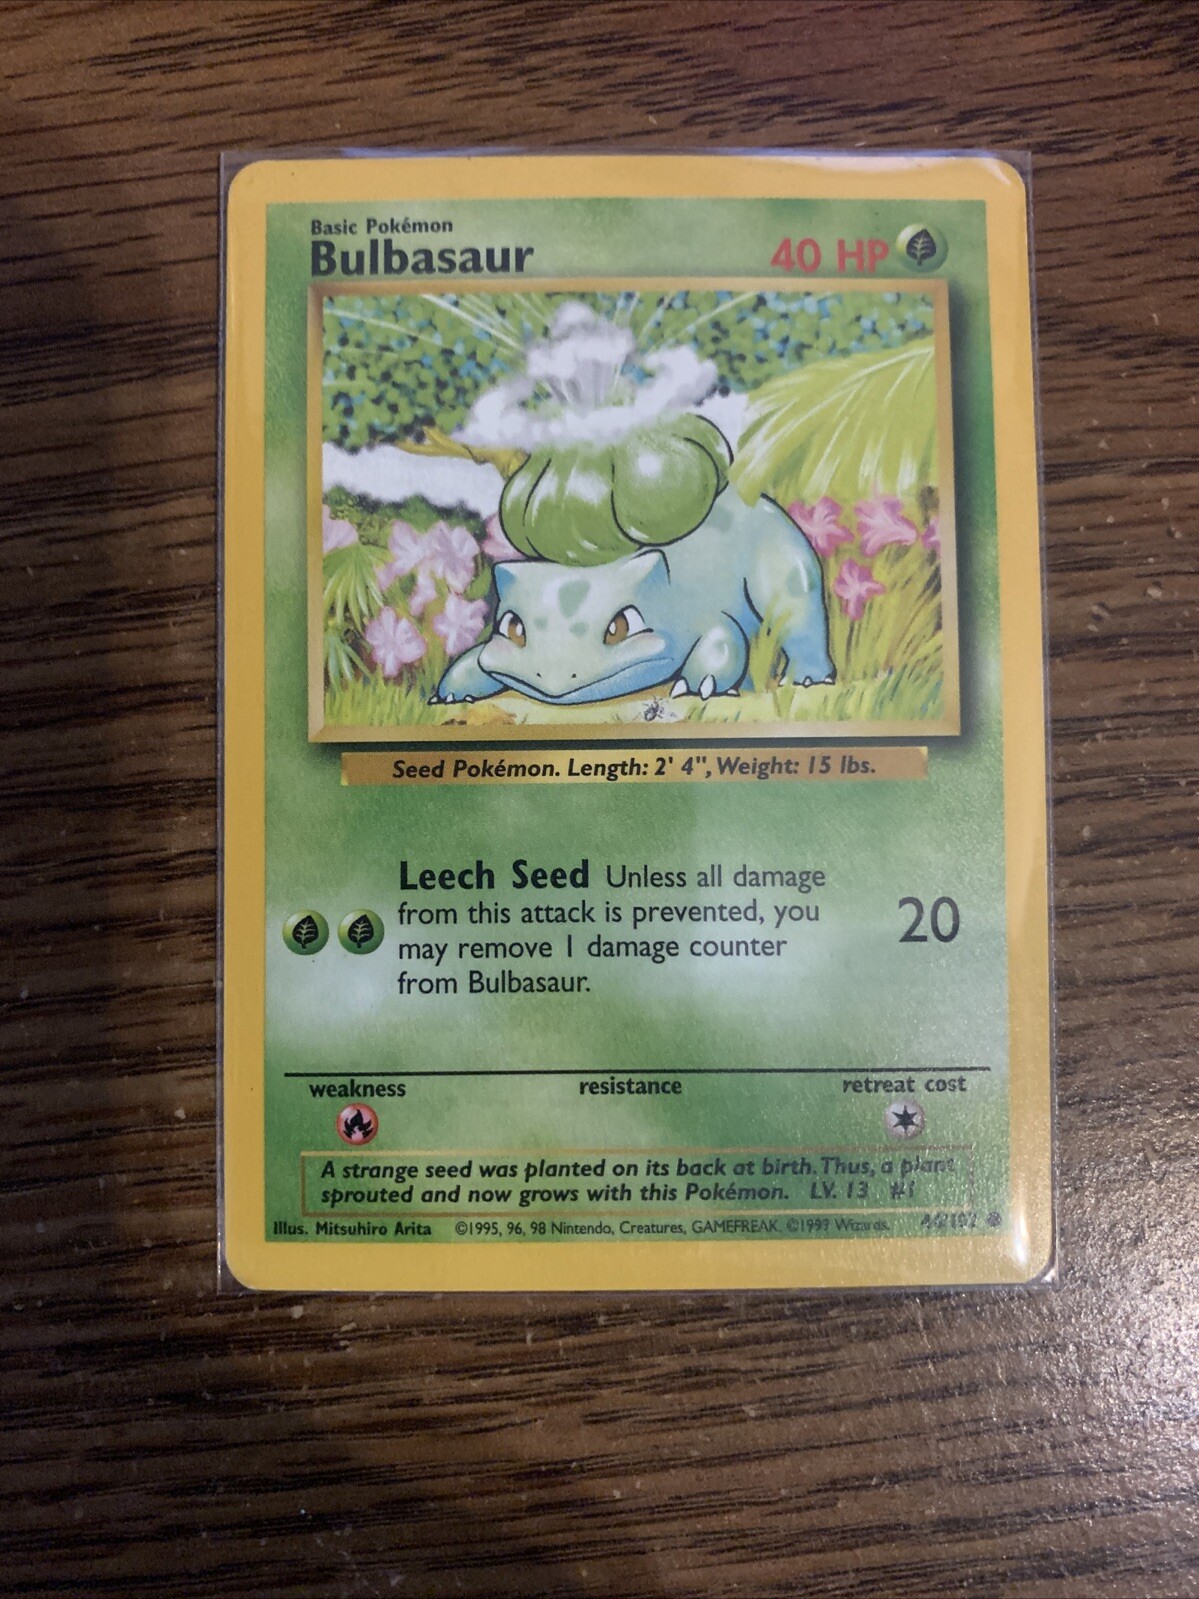 Basic Pokémon
Bulbasaur
40 HP
Seed Pokémon. Length: 2' 4", Weight: 15 lbs.
Leech Seed Unless all damage
from this attack is prevented, you
may remove 1 damage counter
from Bulbasaur.
20
weakness resistance retreat cost
A strange seed was planted on its back at birth. Thus, a plant
sprouted and now grows with this Pokémon. LV. 13 #1
Illus. Mitsuhiro Arita ©1995, 96, 98 Nintendo, Creatures, GAMEFREAK. ©1999 Wizards. 44/102